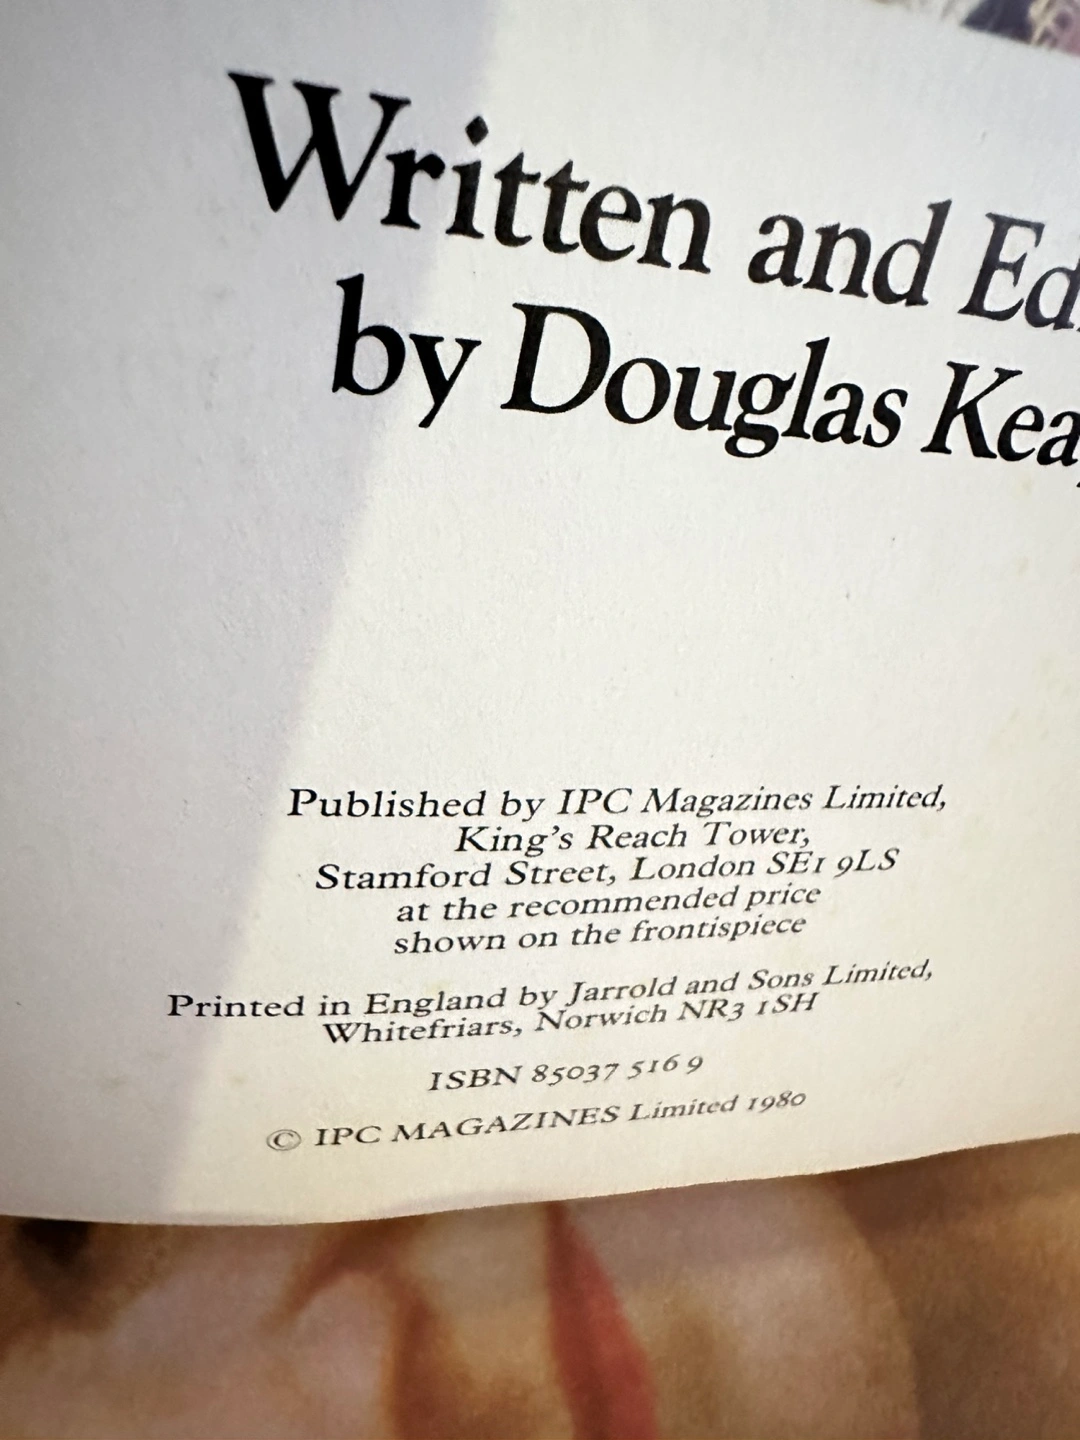 Written and Ed
by Douglas Kea
Published by IPC Magazines Limited,
King's Reach Tower,
Stamford Street, London SE1 9LS
at the recommended price
shown on the frontispiece
Printed in England by Jarrold and Sons Limited,
Whitefriars, Norwich NR3 1SH
ISBN 85037 516 9
© IPC MAGAZINES Limited 1980